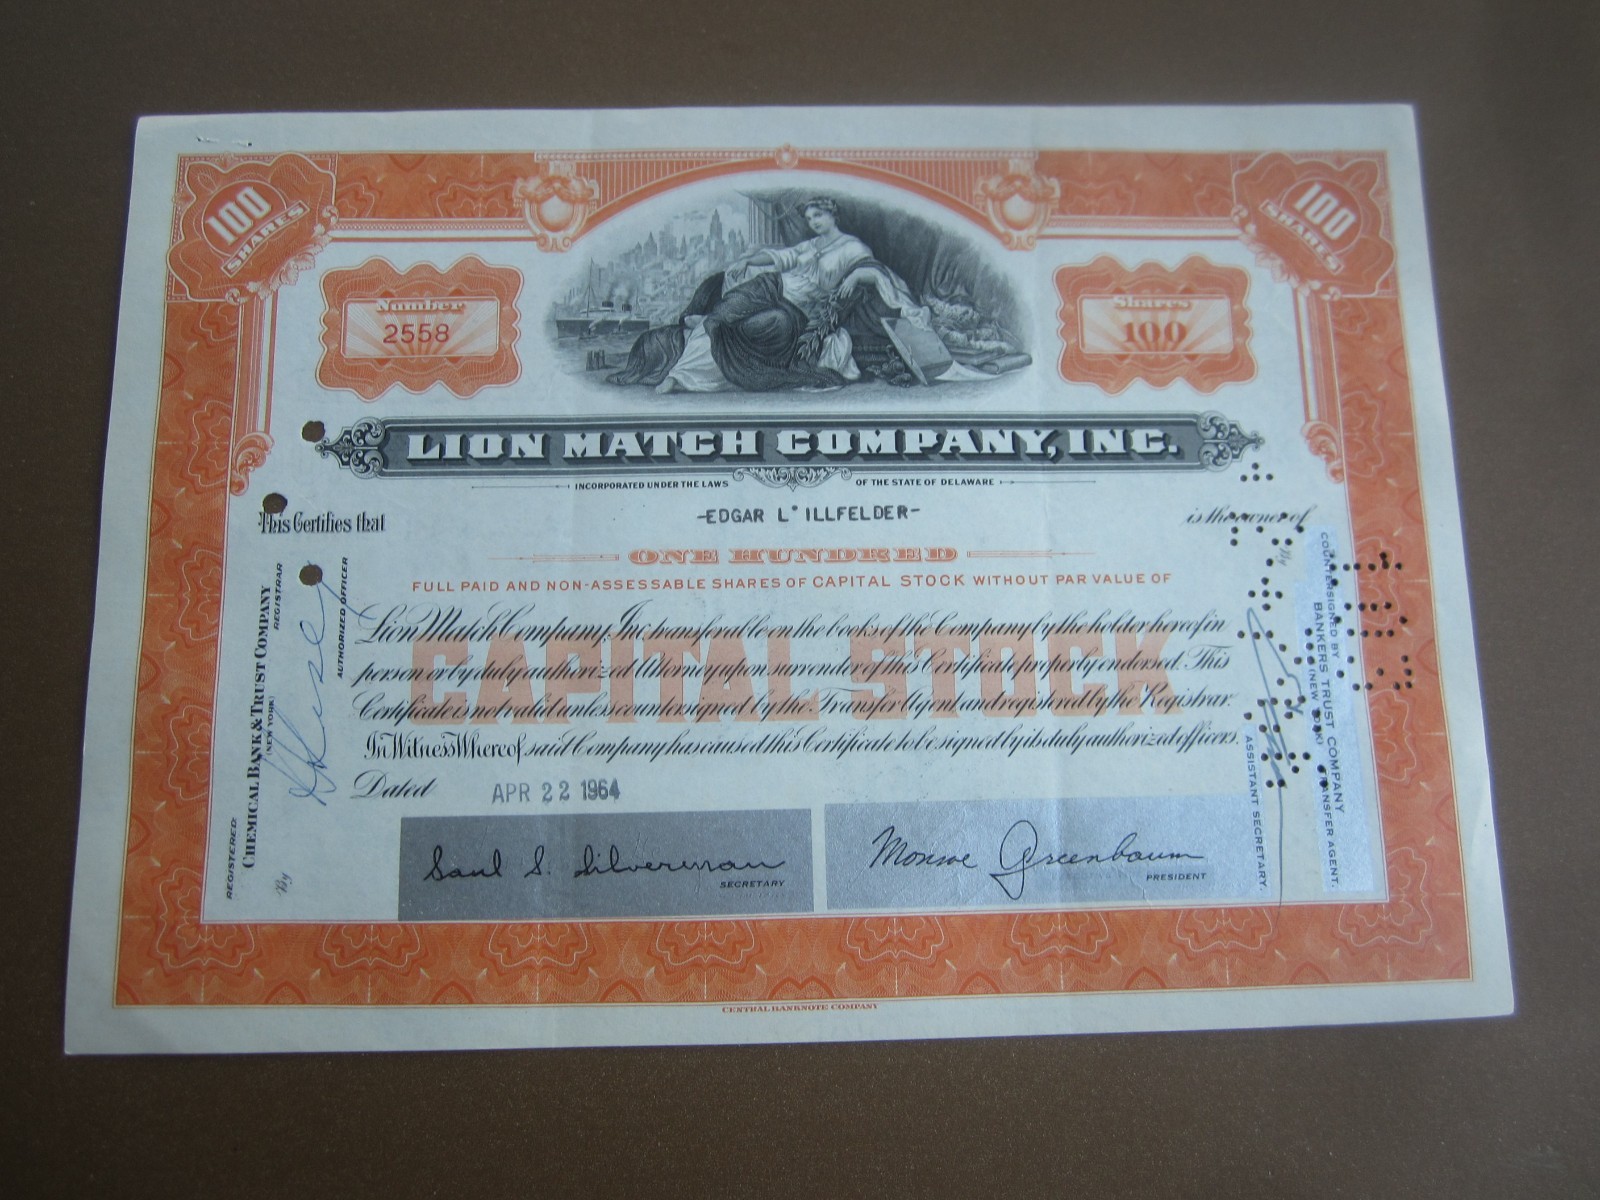 100 SHARES
100 SHARES
Number
2558
Shares
100
LION MATCH COMPANY, INC.
INCORPORATED UNDER THE LAWS OF THE STATE OF DELAWARE
This Certifies that
-EDGAR L' ILLFELDER-
is the owner of
ONE HUNDRED
FULL PAID AND NON-ASSESSABLE SHARES OF CAPITAL STOCK WITHOUT PAR VALUE OF
Lion Match Company, Inc. transferable on the books of the Company by the holder hereof in
person or by duly authorized Attorney upon surrender of this Certificate properly endorsed. This
Certificate is not valid unless countersigned by the Transfer Agent and registered by the Registrar.
In Witness Whereof said Company has caused this Certificate to be signed by its duly authorized officers.
CAPITAL STOCK
Dated
APR 22 1964
Saul S. Silverman
SECRETARY
Monroe Greenbaum
PRESIDENT
REGISTERED:
CHEMICAL BANK & TRUST COMPANY
(NEW YORK)
REGISTRAR
By
AUTHORIZED OFFICER
COUNTERSIGNED BY
BANKERS TRUST COMPANY
(NEW YORK)
TRANSFER AGENT.
By
ASSISTANT SECRETARY.
CENTRAL BANKNOTE COMPANY